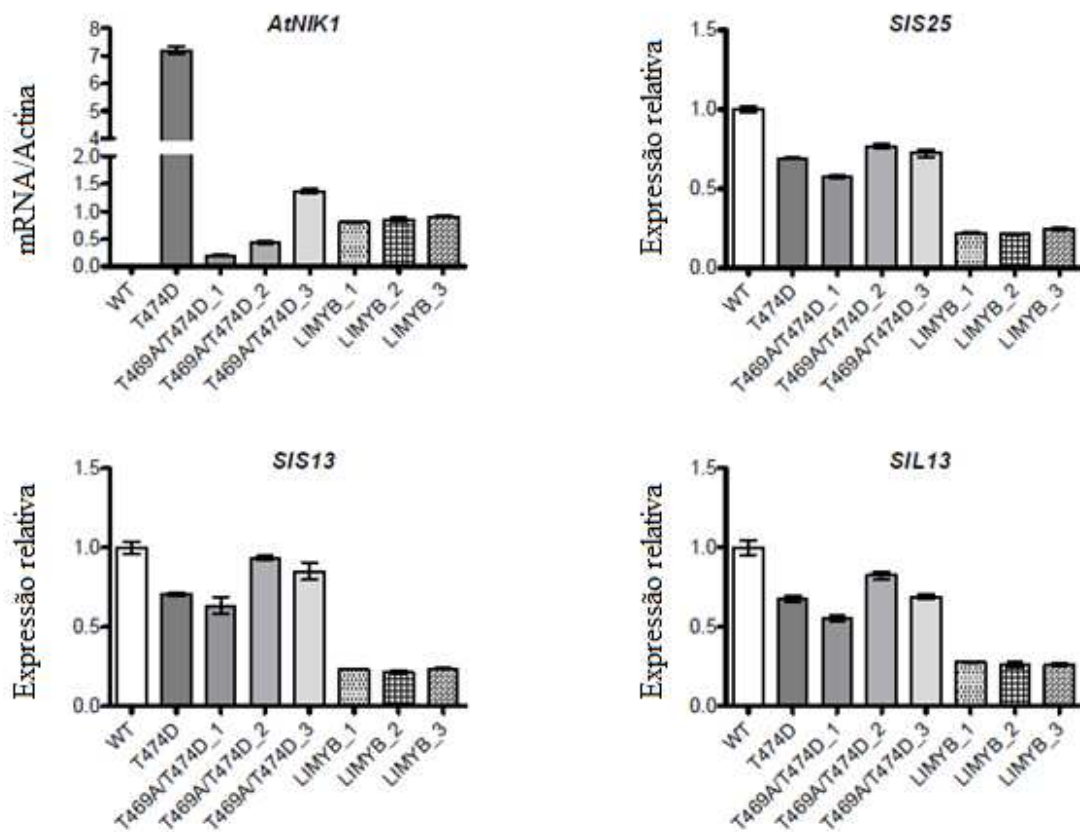 AtNIK1
mRNA/Actina
8
7
6
5
4
2.0
1.5
1.0
0.5
0.0
WT
T474D
T469A/T474D_1
T469A/T474D_2
T469A/T474D_3
LIMYB_1
LIMYB_2
LIMYB_3
SIS25
Expressão relativa
1.5
1.0
0.5
0.0
WT
T474D
T469A/T474D_1
T469A/T474D_2
T469A/T474D_3
LIMYB_1
LIMYB_2
LIMYB_3
SIS13
Expressão relativa
1.5
1.0
0.5
0.0
WT
T474D
T469A/T474D_1
T469A/T474D_2
T469A/T474D_3
LIMYB_1
LIMYB_2
LIMYB_3
SIL13
Expressão relativa
1.5
1.0
0.5
0.0
WT
T474D
T469A/T474D_1
T469A/T474D_2
T469A/T474D_3
LIMYB_1
LIMYB_2
LIMYB_3